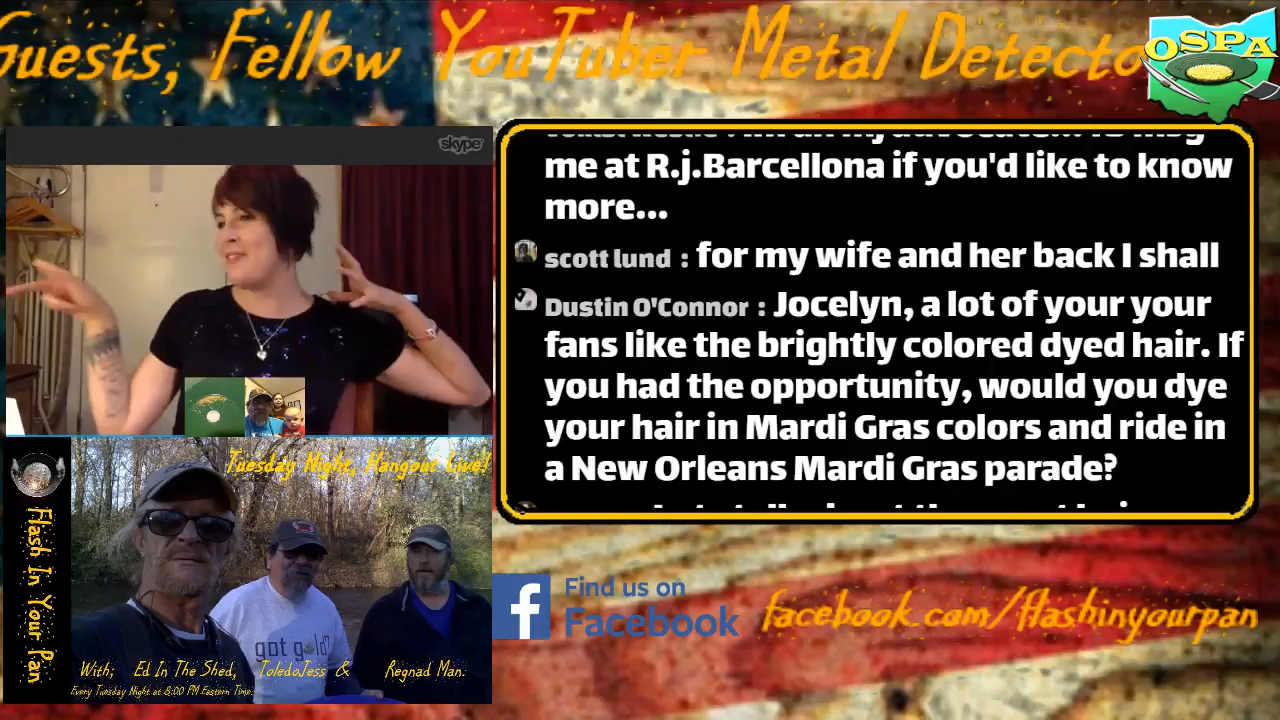 Guests, Fellow YouTuber Metal Detecto
OSPA
skype
me at R.j.Barcellona if you'd like to know
more...
scott lund : for my wife and her back I shall
Dustin O'Connor : Jocelyn, a lot of your your
fans like the brightly colored dyed hair. If
you had the opportunity, would you dye
your hair in Mardi Gras colors and ride in
a New Orleans Mardi Gras parade?
Tuesday Night, Hangout Live!
Flash In Your Pan
got gold?
With; Ed In The Shed, ToledoJess & Regnad Man.
Every Tuesday Night at 8:00 PM Eastern Time.
Find us on
Facebook
facebook.com/flashinyourpan